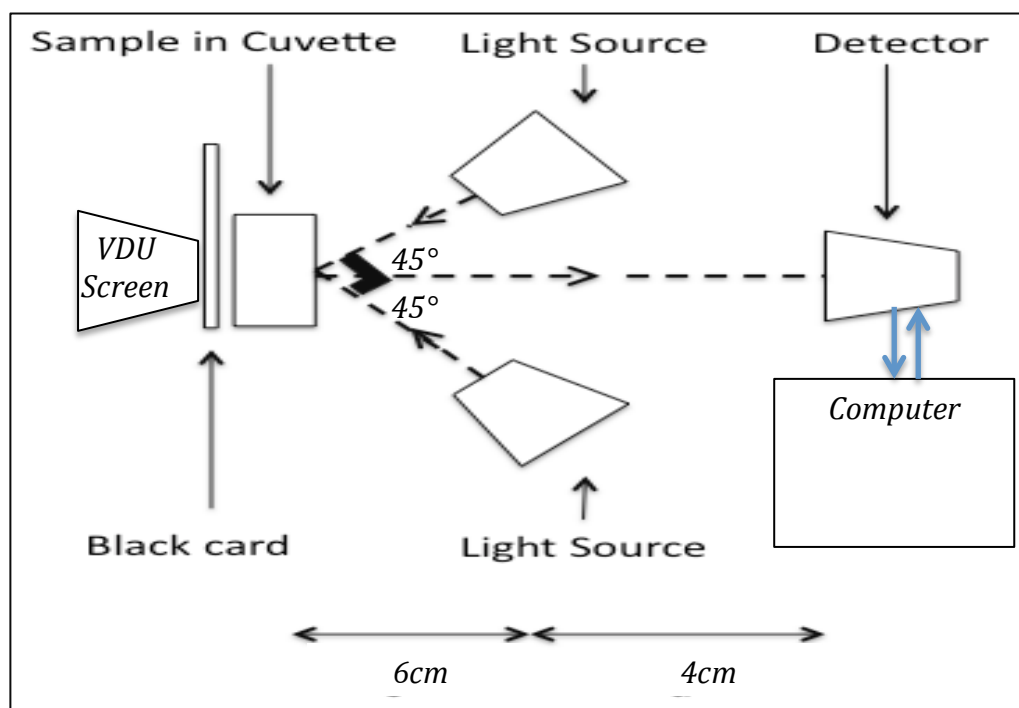 Sample in Cuvette
Light Source
Detector
VDU
Screen
45°
45°
Computer
Black card
Light Source
6cm
4cm